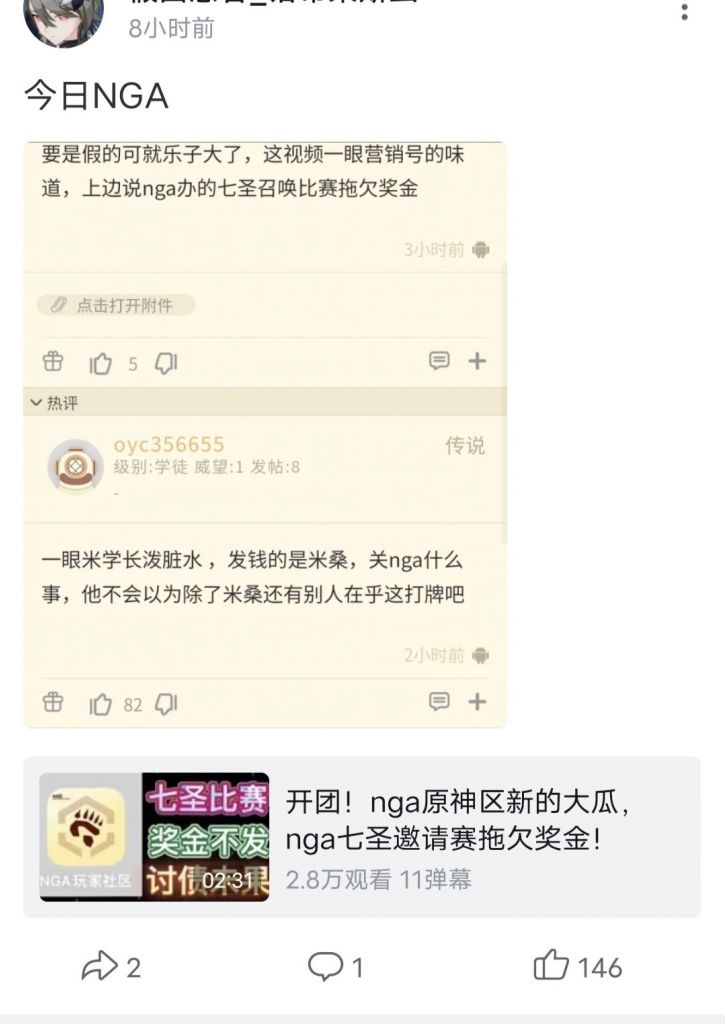 8小时前
今日NGA
要是假的可就乐子大了，这视频一眼营销号的味
道，上边说nga办的七圣召唤比赛拖欠奖金
3小时前
点击打开附件
5
热评
oyc356655
传说
级别:学徒 威望:1 发帖:8
-
一眼米学长泼脏水，发钱的是米桑，关nga什么
事，他不会以为除了米桑还有别人在乎这打牌吧
2小时前
82
七圣比赛
奖金不发
讨债未果
NGA玩家社区
02:31
开团！nga原神区新的大瓜，
nga七圣邀请赛拖欠奖金！
2.8万观看 11弹幕
2
1
146